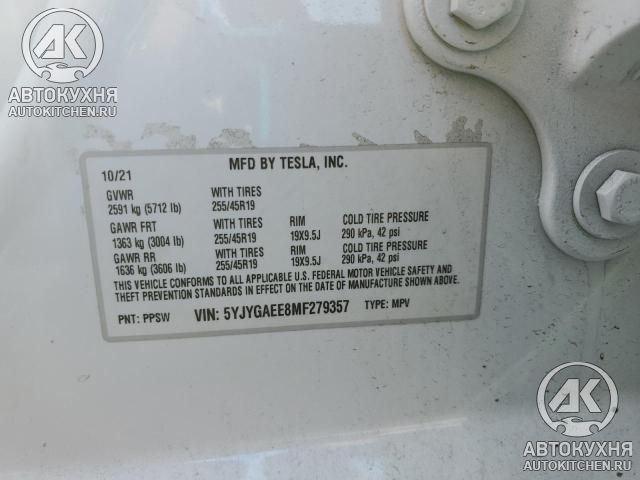 AK
АВТОКУХНЯ
AUTOKITCHEN.RU
MFD BY TESLA, INC.
10/21
GVWR WITH TIRES
2591 kg (5712 lb) 255/45R19
GAWR FRT WITH TIRES RIM COLD TIRE PRESSURE
1363 kg (3004 lb) 255/45R19 19X9.5J 290 kPa, 42 psi
GAWR RR WITH TIRES RIM COLD TIRE PRESSURE
1636 kg (3606 lb) 255/45R19 19X9.5J 290 kPa, 42 psi
THIS VEHICLE CONFORMS TO ALL APPLICABLE U.S. FEDERAL MOTOR VEHICLE SAFETY AND
THEFT PREVENTION STANDARDS IN EFFECT ON THE DATE OF MANUFACTURE SHOWN ABOVE.
PNT: PPSW VIN: 5YJYGAEE8MF279357 TYPE: MPV
AK
АВТОКУХНЯ
AUTOKITCHEN.RU